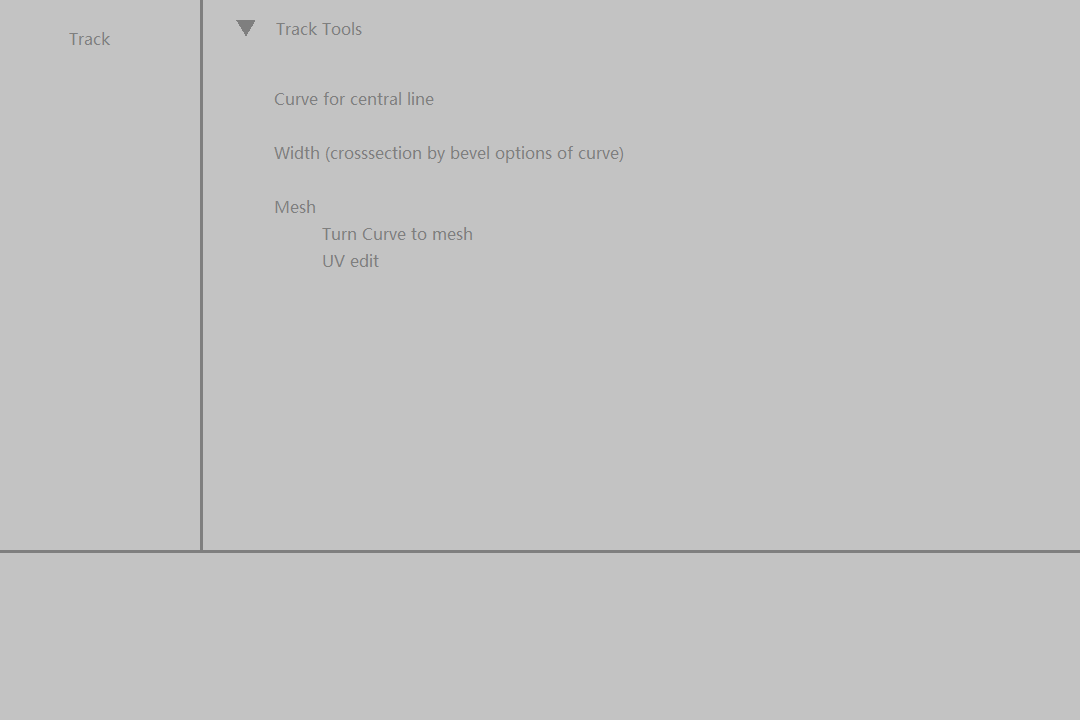 Track
Track Tools
Curve for central line
Width (crosssection by bevel options of curve)
Mesh
Turn Curve to mesh
UV edit